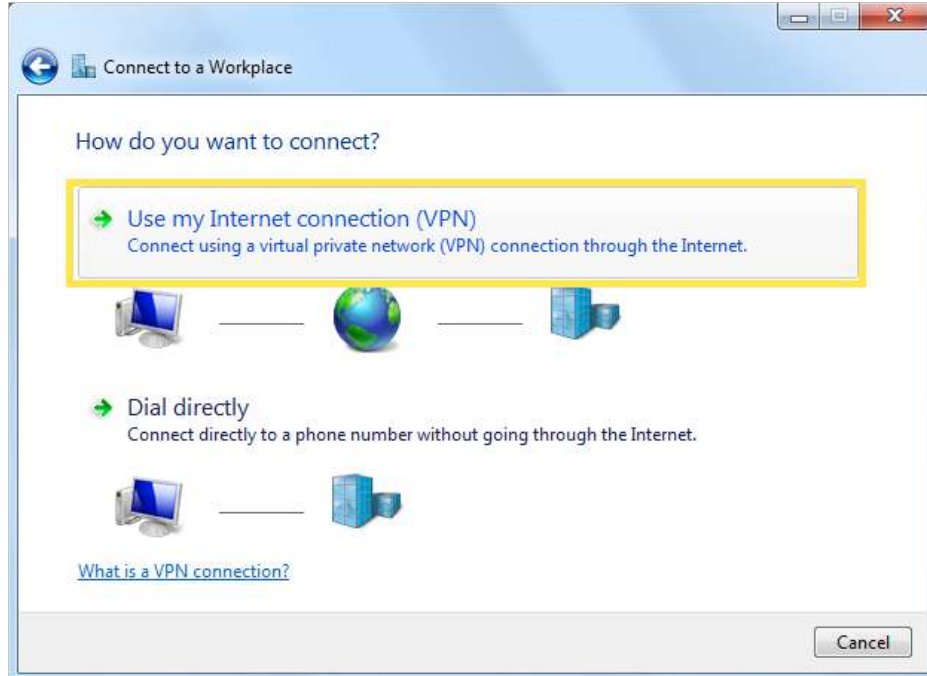 Connect to a Workplace
How do you want to connect?
Use my Internet connection (VPN)
Connect using a virtual private network (VPN) connection through the Internet.
Dial directly
Connect directly to a phone number without going through the Internet.
What is a VPN connection?
Cancel